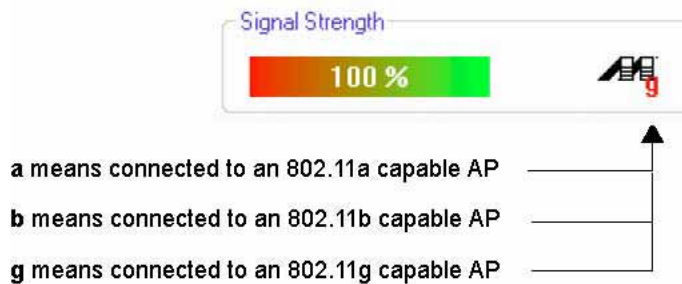 Signal Strength
100 %
g
a means connected to an 802.11a capable AP
b means connected to an 802.11b capable AP
g means connected to an 802.11g capable AP